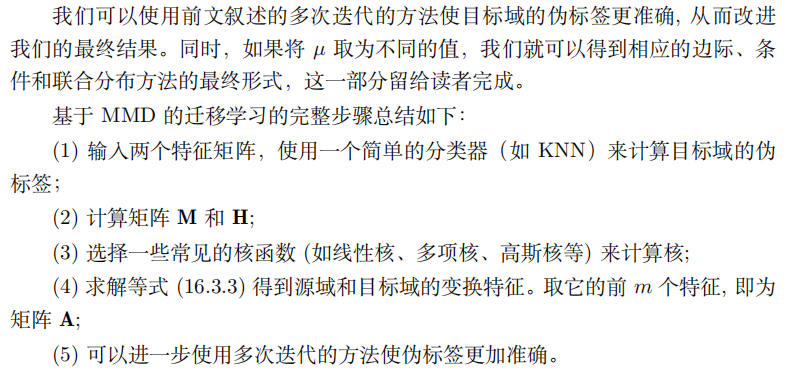 我们可以使用前文叙述的多次迭代的方法使目标域的伪标签更准确, 从而改进
我们的最终结果。同时，如果将 μ 取为不同的值，我们就可以得到相应的边际、条
件和联合分布方法的最终形式，这一部分留给读者完成。
基于 MMD 的迁移学习的完整步骤总结如下：
(1) 输入两个特征矩阵，使用一个简单的分类器（如 KNN）来计算目标域的伪
标签；
(2) 计算矩阵 M 和 H;
(3) 选择一些常见的核函数 (如线性核、多项核、高斯核等) 来计算核;
(4) 求解等式 (16.3.3) 得到源域和目标域的变换特征。取它的前 m 个特征, 即为
矩阵 A;
(5) 可以进一步使用多次迭代的方法使伪标签更加准确。